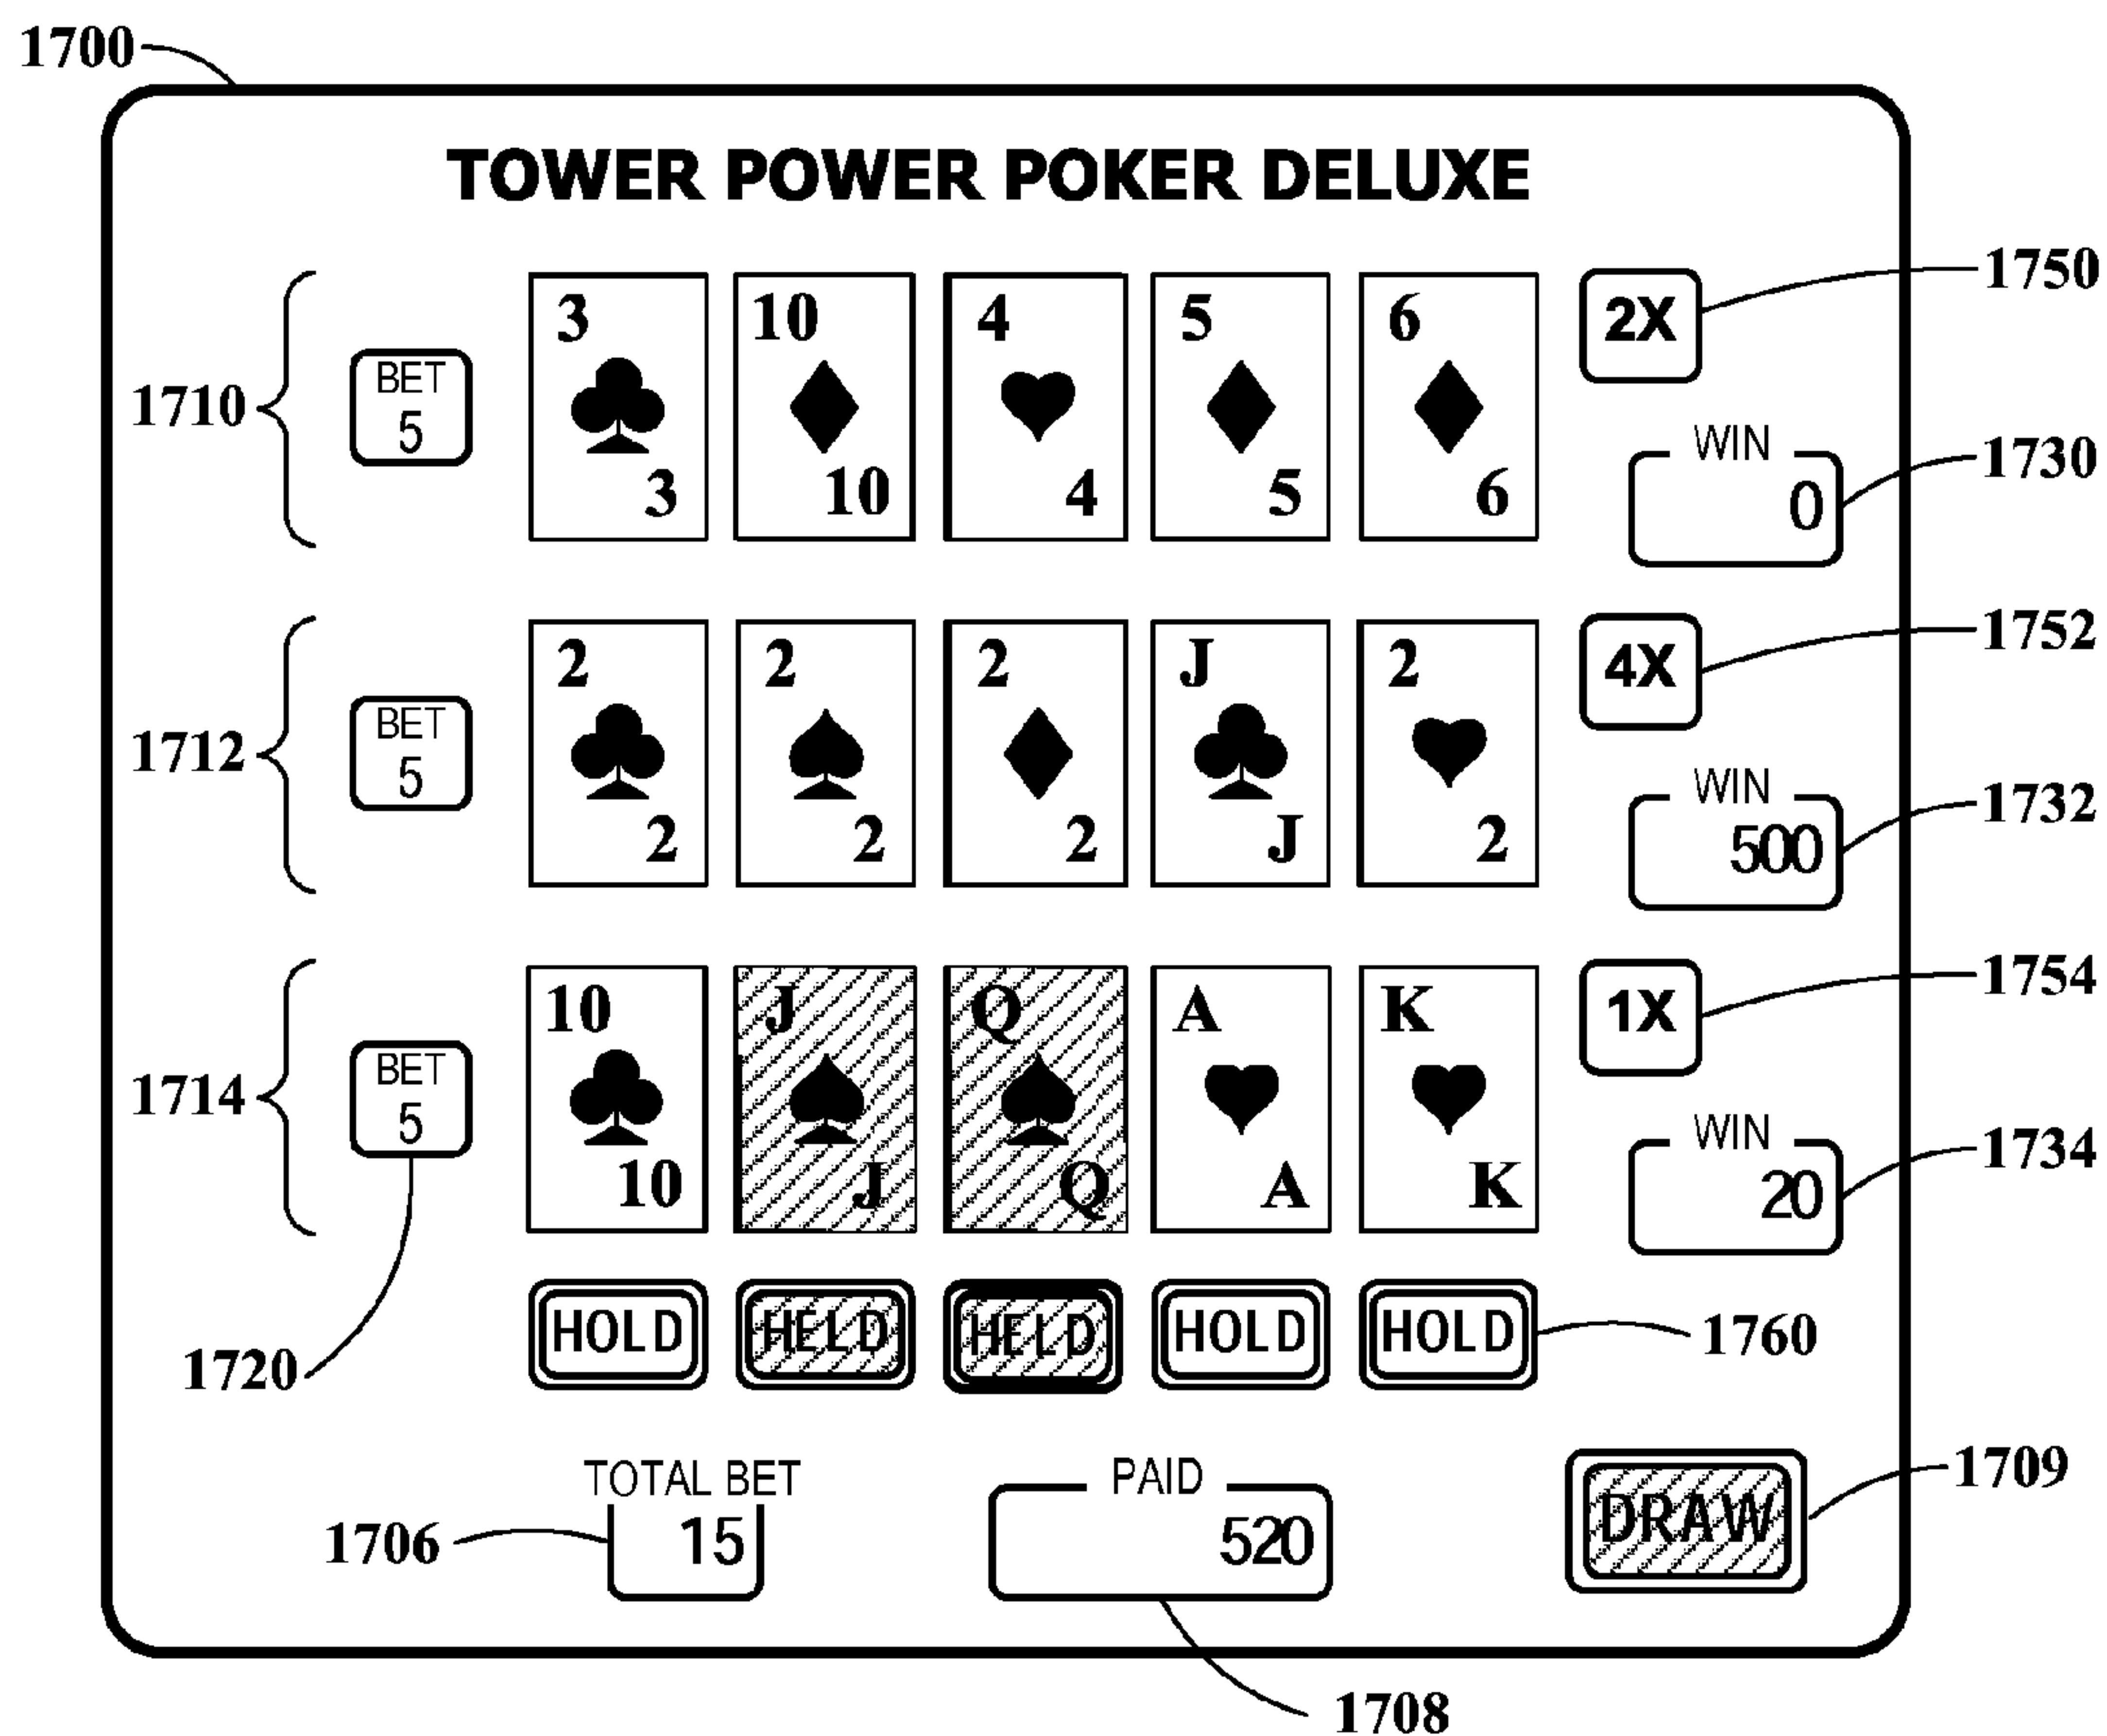 1700
TOWER POWER POKER DELUXE
3 10 4 5 6
2X
1750
BET
5
1710
3 10 4 5 6
WIN
0
1730
2 2 2 J 2
4X
1752
BET
5
1712
2 2 2 J 2
WIN
500
1732
10 J Q A K
1X
1754
BET
5
1714
10 J Q A K
WIN
20
1734
HOLD HELD HELD HOLD HOLD
1760
1720
TOTAL BET
15
1706
PAID
520
DRAW
1709
1708